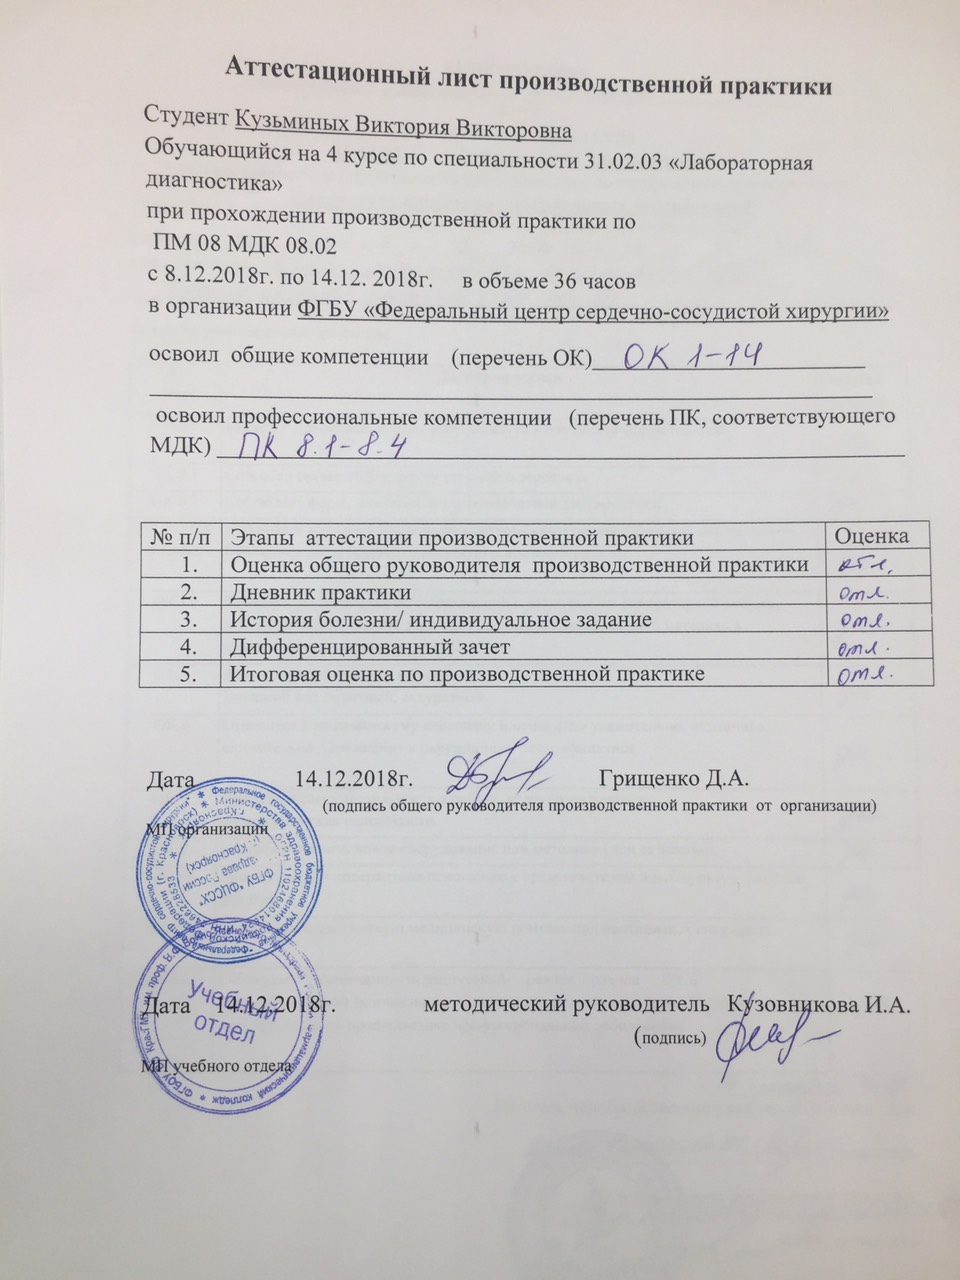 Аттестационный лист производственной практики
Студент Кузьминых Виктория Викторовна
Обучающийся на 4 курсе по специальности 31.02.03 «Лабораторная
диагностика»
при прохождении производственной практики по
ПМ 08 МДК 08.02
с 8.12.2018г. по 14.12. 2018г. в объеме 36 часов
в организации ФГБУ «Федеральный центр сердечно-сосудистой хирургии»
освоил общие компетенции (перечень ОК) ОК 1-14
освоил профессиональные компетенции (перечень ПК, соответствующего
МДК) ПК 8.1-8.4
№ п/п Этапы аттестации производственной практики Оценка
1. Оценка общего руководителя производственной практики отл.
2. Дневник практики отл.
3. История болезни/ индивидуальное задание отл.
4. Дифференцированный зачет отл.
5. Итоговая оценка по производственной практике отл.
Дата 14.12.2018г. Грищенко Д.А.
(подпись общего руководителя производственной практики от организации)
МП организации
ФГБУ "ФЦССХ"
Дата 14.12.2018г. методический руководитель Кузовникова И.А.
(подпись)
Учебный
отдел
МП учебного отдела